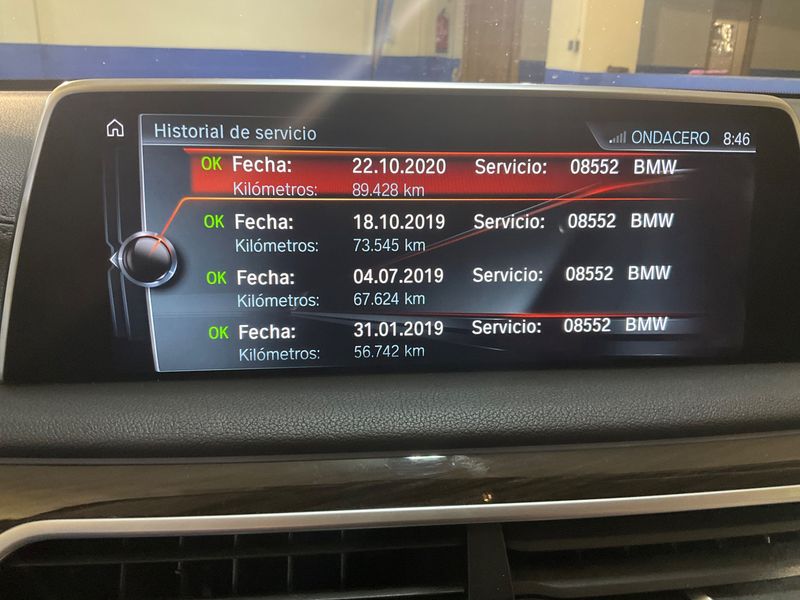 Historial de servicio ONDACERO 8:46
OK Fecha: 22.10.2020 Servicio: 08552 BMW
Kilómetros: 89.428 km
OK Fecha: 18.10.2019 Servicio: 08552 BMW
Kilómetros: 73.545 km
OK Fecha: 04.07.2019 Servicio: 08552 BMW
Kilómetros: 67.624 km
OK Fecha: 31.01.2019 Servicio: 08552 BMW
Kilómetros: 56.742 km